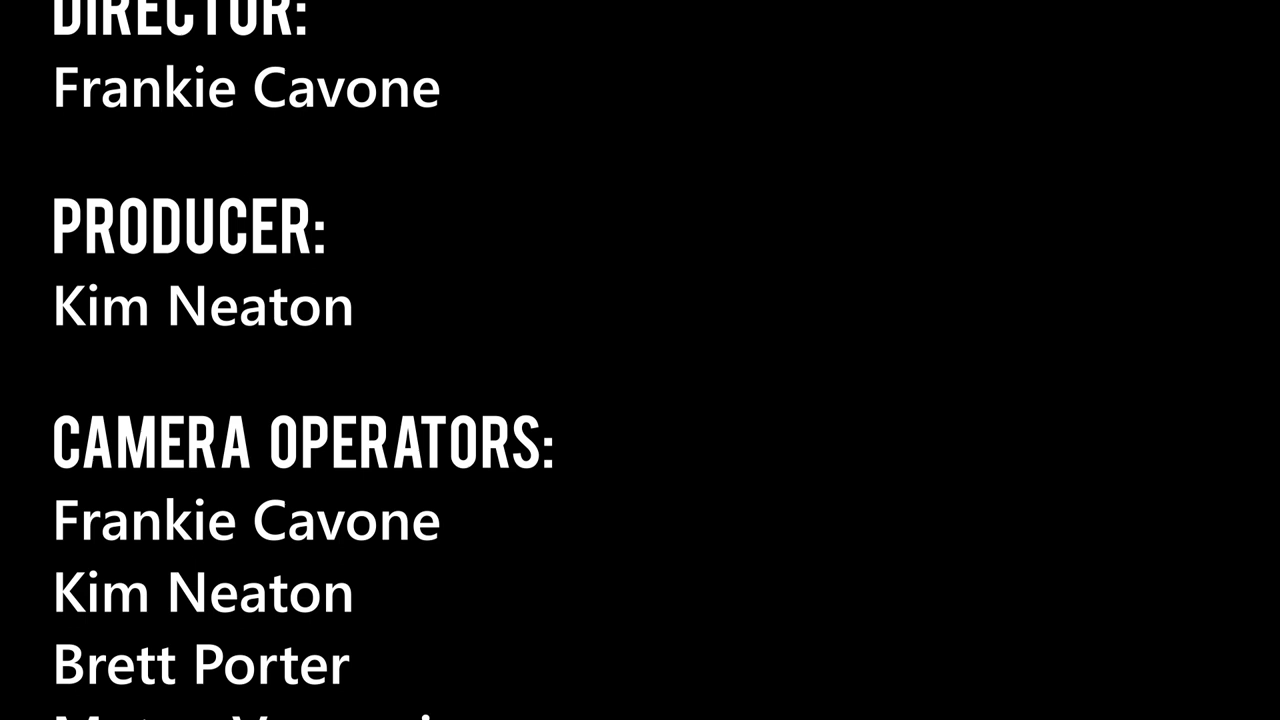 DIRECTOR:
Frankie Cavone
PRODUCER:
Kim Neaton
CAMERA OPERATORS:
Frankie Cavone
Kim Neaton
Brett Porter